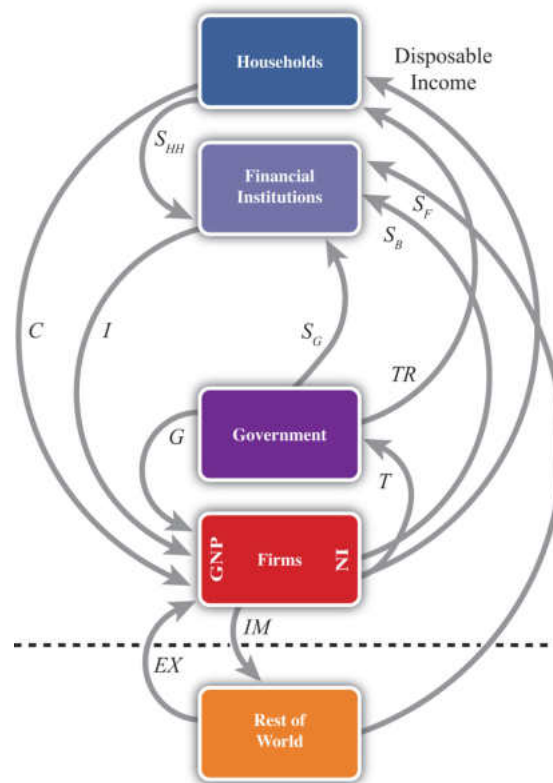 Households
Disposable
Income
S_HH
Financial
Institutions
S_F
S_B
C
I
S_G
TR
G
Government
T
GNP
Firms
NI
IM
EX
Rest of
World